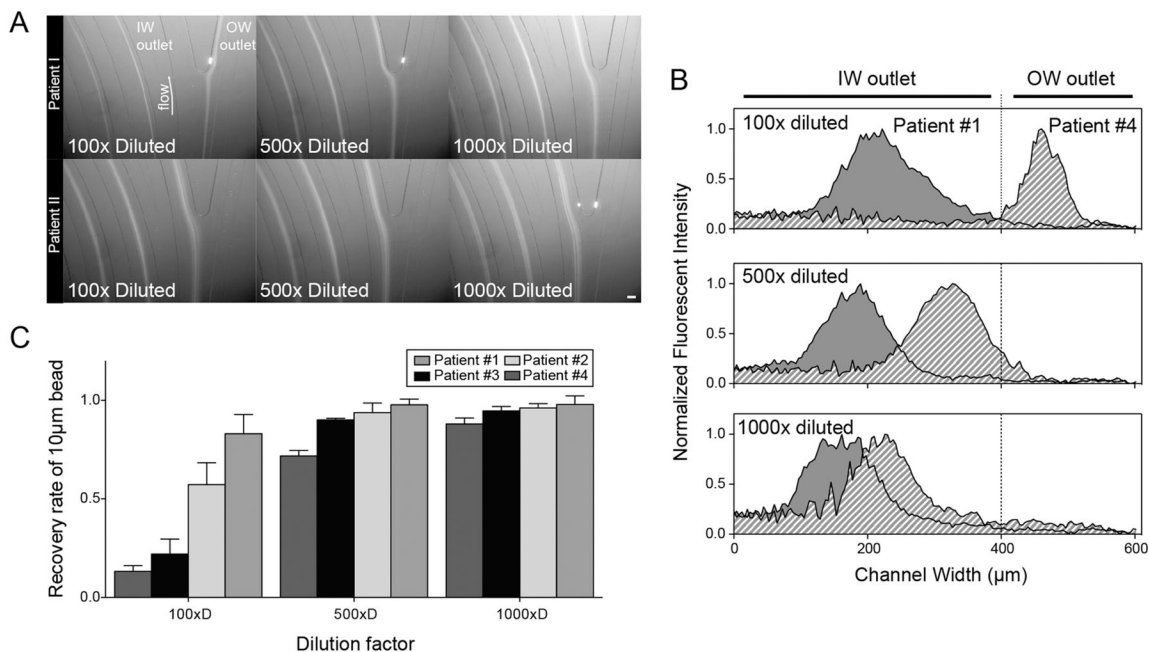 A
Patient I
IW
outlet
OW
outlet
flow
100x Diluted
500x Diluted
1000x Diluted
Patient II
100x Diluted
500x Diluted
1000x Diluted
B
IW outlet
OW outlet
100x diluted
Patient #1
Patient #4
1.0
0.5
0.0
500x diluted
1.0
0.5
0.0
1000x diluted
1.0
0.5
0.0
Normalized Fluorescent Intensity
0
200
400
600
Channel Width (µm)
C
Patient #1
Patient #2
Patient #3
Patient #4
Recovery rate of 10µm bead
1.0
0.5
0.0
100xD
500xD
1000xD
Dilution factor